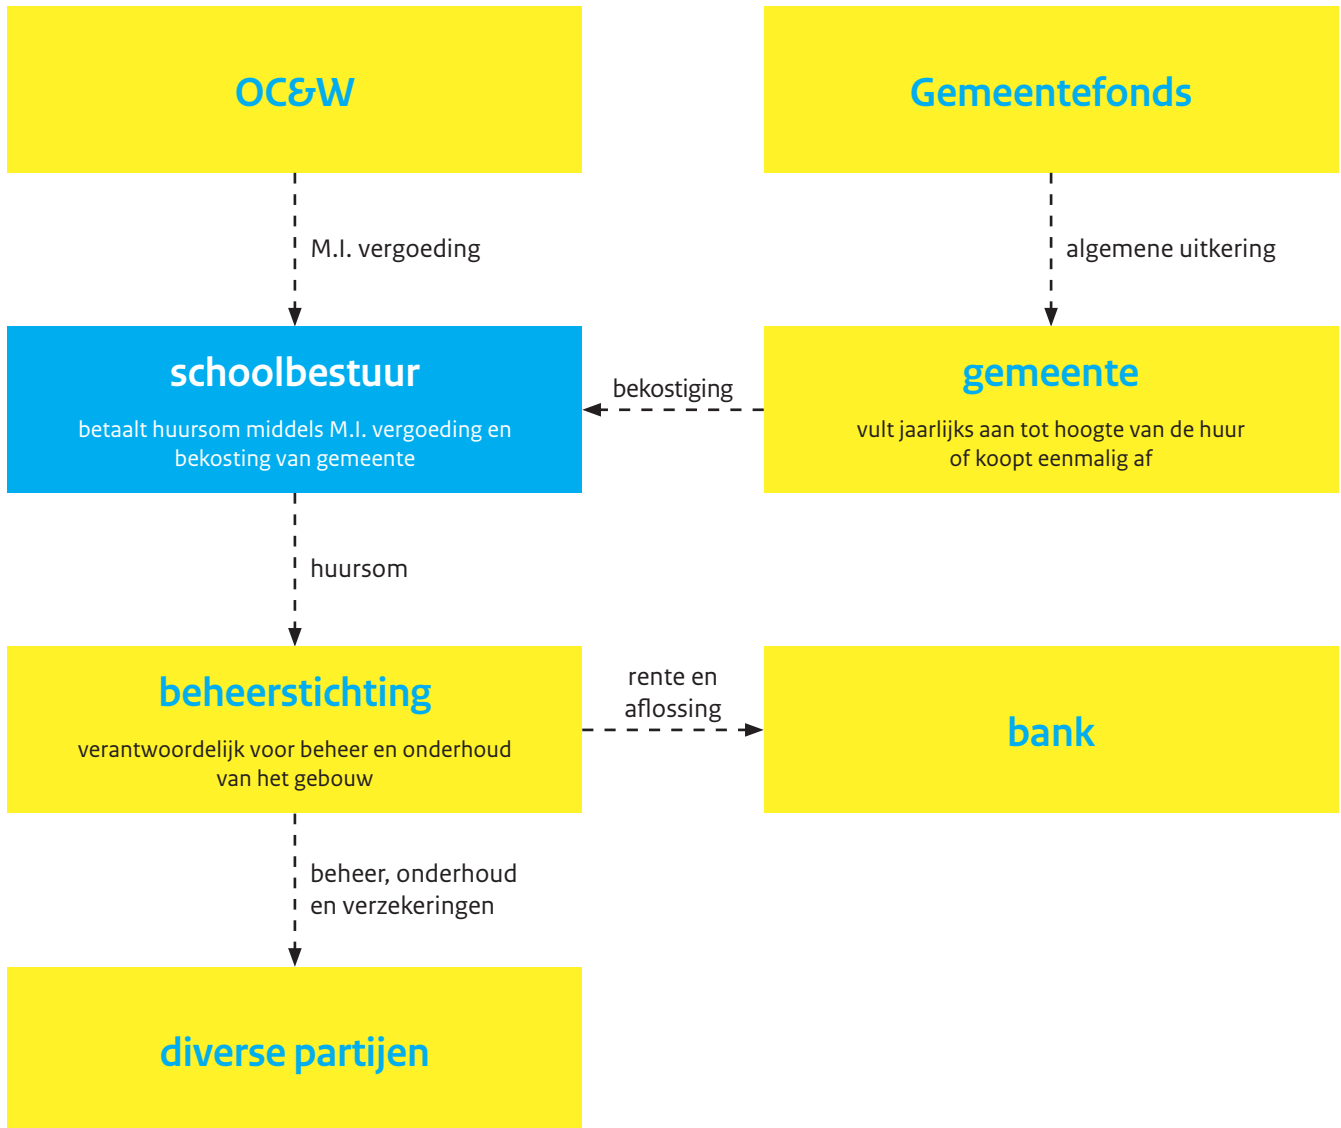 OC&W
Gemeentefonds
M.I. vergoeding
algemene uitkering
schoolbestuur
betaalt huursom middels M.I. vergoeding en
bekosting van gemeente
bekostiging
gemeente
vult jaarlijks aan tot hoogte van de huur
of koopt eenmalig af
huursom
beheerstichting
verantwoordelijk voor beheer en onderhoud
van het gebouw
rente en
aflossing
bank
beheer, onderhoud
en verzekeringen
diverse partijen